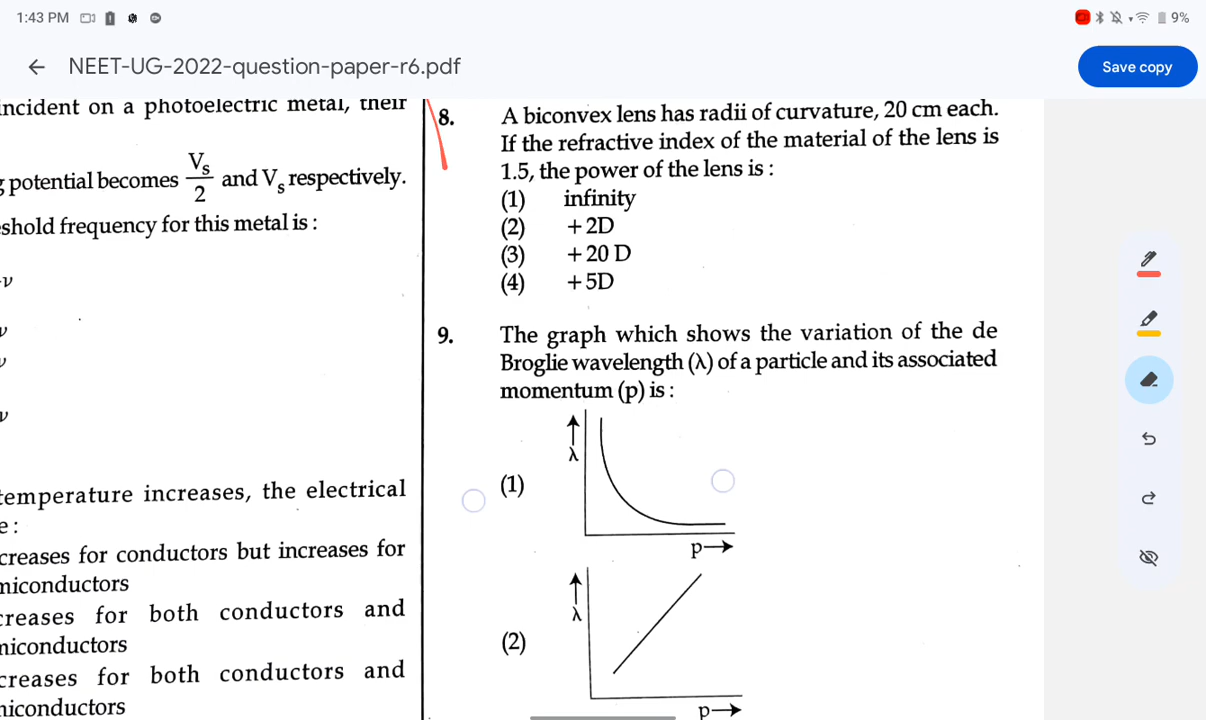 1:43 PM
9%
NEET-UG-2022-question-paper-r6.pdf
Save copy
incident on a photoelectric metal, their
potential becomes Vs/2 and Vs respectively.
shold frequency for this metal is :
ν
ν
ν
ν
temperature increases, the electrical
e :
creases for conductors but increases for
miconductors
creases for both conductors and
miconductors
creases for both conductors and
niconductors
8. A biconvex lens has radii of curvature, 20 cm each.
If the refractive index of the material of the lens is
1.5, the power of the lens is :
(1) infinity
(2) +2D
(3) +20 D
(4) +5D
9. The graph which shows the variation of the de
Broglie wavelength (λ) of a particle and its associated
momentum (p) is :
(1)
λ
p
(2)
λ
p